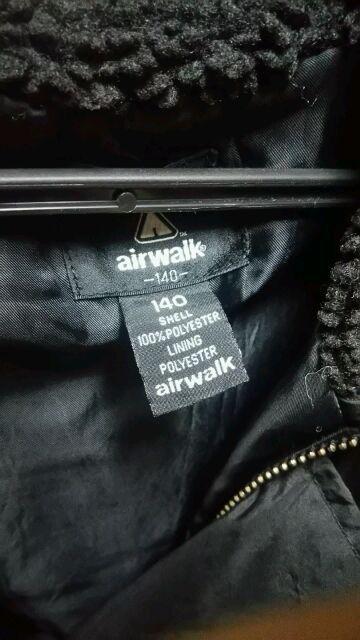 airwalk®
-140-
140
SHELL
100%POLYESTER
LINING
POLYESTER
airwalk